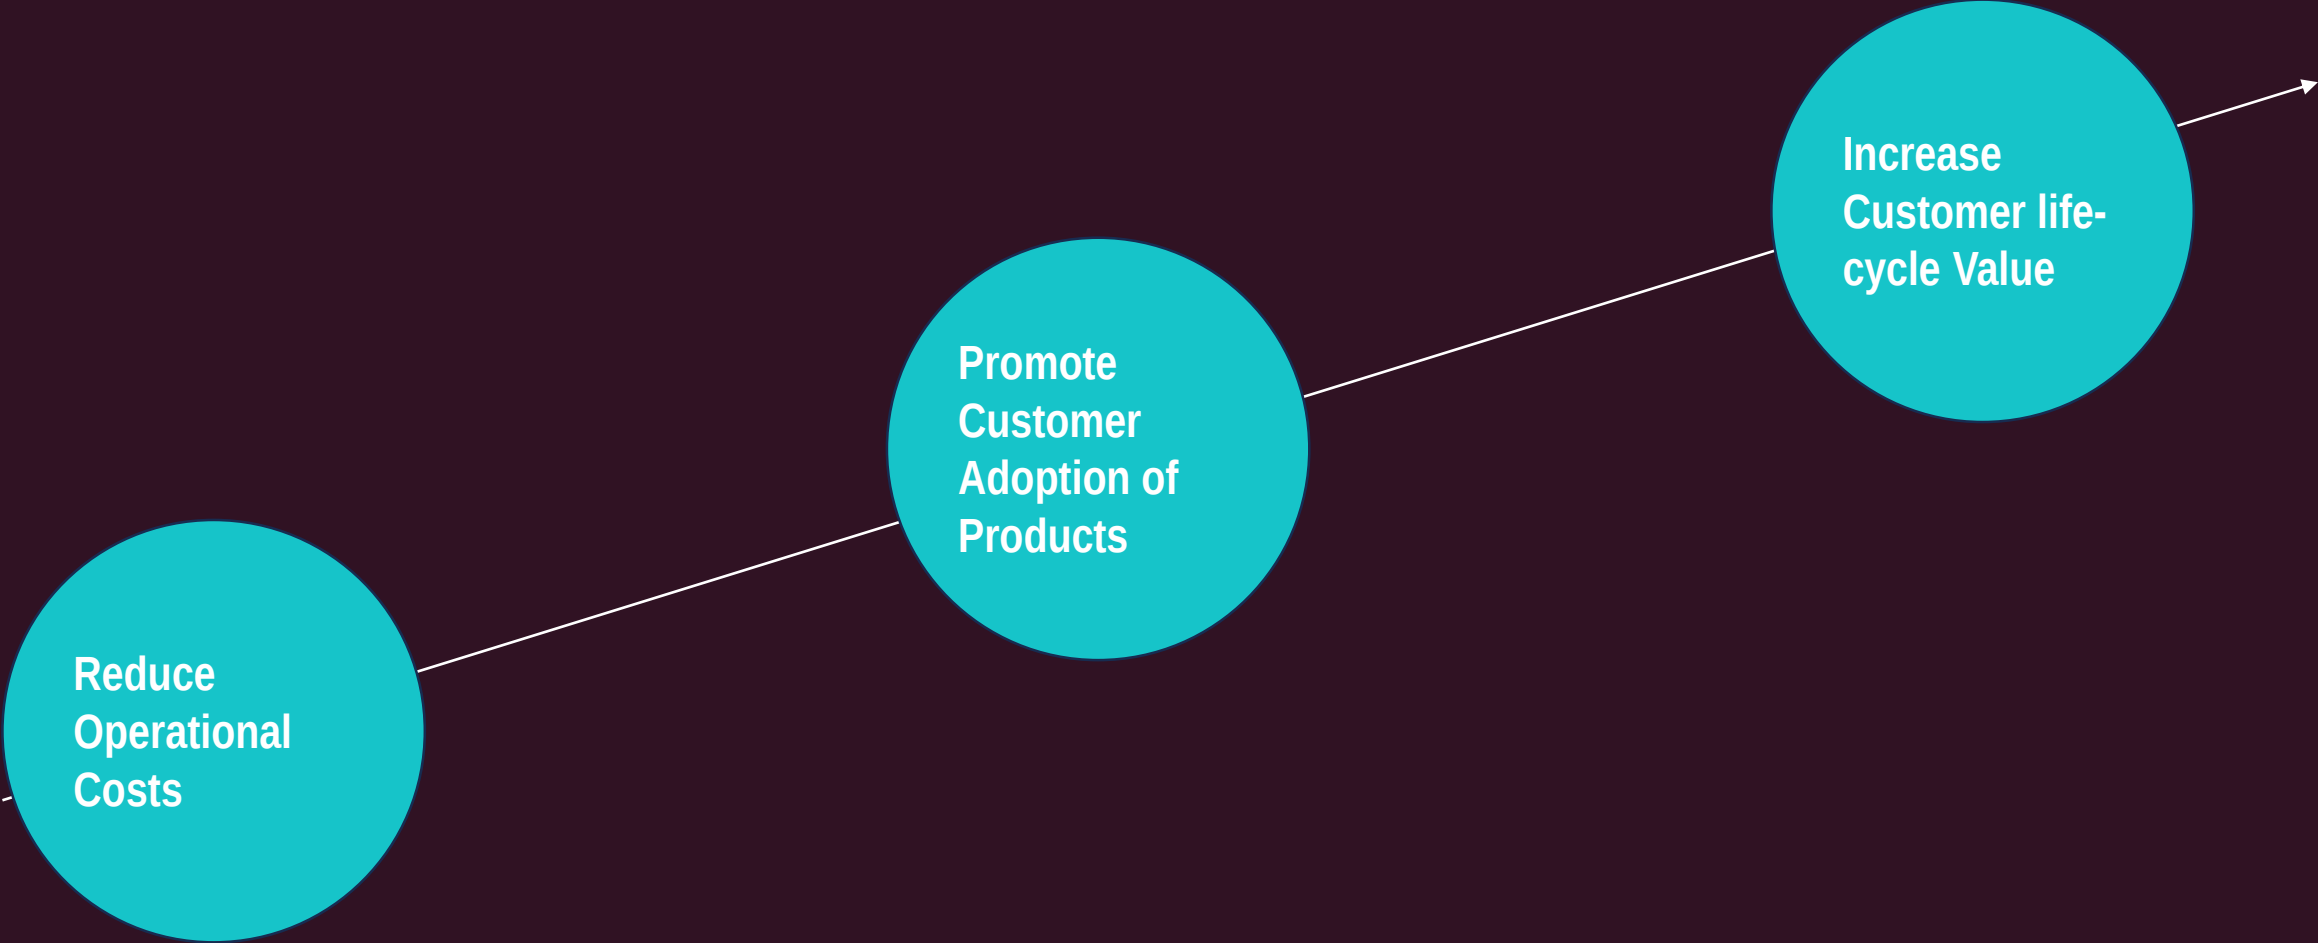 Reduce
Operational
Costs
Promote
Customer
Adoption of
Products
Increase
Customer life-
cycle Value